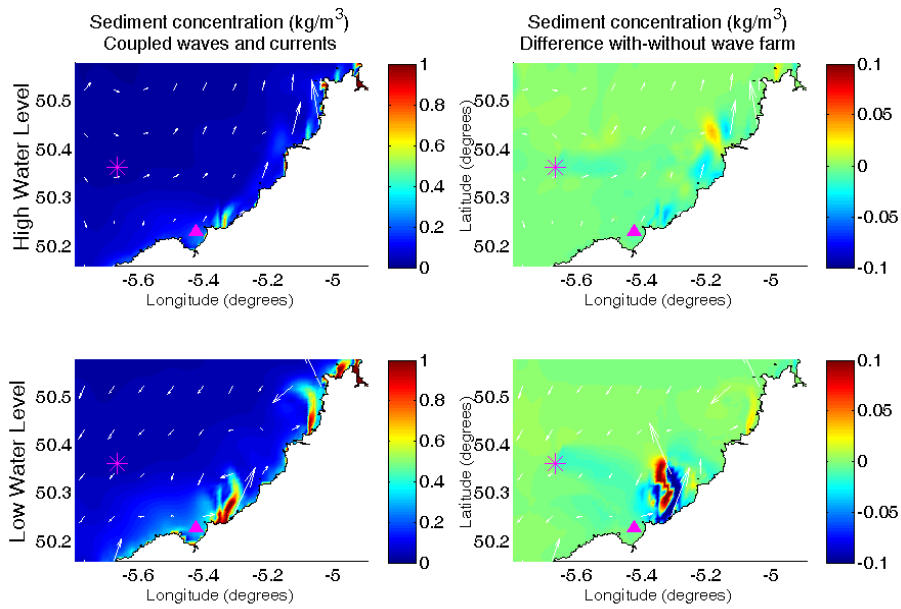 Sediment concentration (kg/m³)
Coupled waves and currents
Sediment concentration (kg/m³)
Difference with-without wave farm
High Water Level
50.5
50.4
50.3
50.2
-5.6 -5.4 -5.2 -5
Longitude (degrees)
1
0.8
0.6
0.4
0.2
0
Latitude (degrees)
50.5
50.4
50.3
50.2
-5.6 -5.4 -5.2 -5
Longitude (degrees)
0.1
0.05
0
-0.05
-0.1
Low Water Level
50.5
50.4
50.3
50.2
-5.6 -5.4 -5.2 -5
Longitude (degrees)
1
0.8
0.6
0.4
0.2
0
Latitude (degrees)
50.5
50.4
50.3
50.2
-5.6 -5.4 -5.2 -5
Longitude (degrees)
0.1
0.05
0
-0.05
-0.1